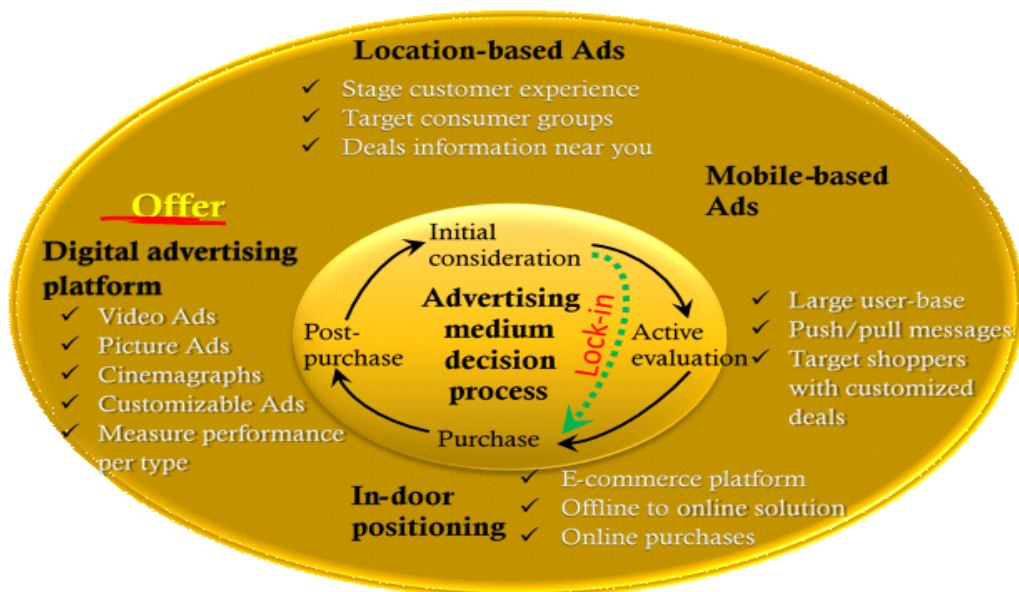 Location-based Ads
✓ Stage customer experience
✓ Target consumer groups
✓ Deals information near you
Mobile-based
Ads
✓ Large user-base
✓ Push/pull messages
✓ Target shoppers
with customized
deals
Offer
Digital advertising
platform
✓ Video Ads
✓ Picture Ads
✓ Cinemagraphs
✓ Customizable Ads
✓ Measure performance
per type
Initial
consideration
Advertising
medium
decision
process
Lock-in
Active
evaluation
Post-
purchase
Purchase
In-door
positioning
✓ E-commerce platform
✓ Offline to online solution
✓ Online purchases